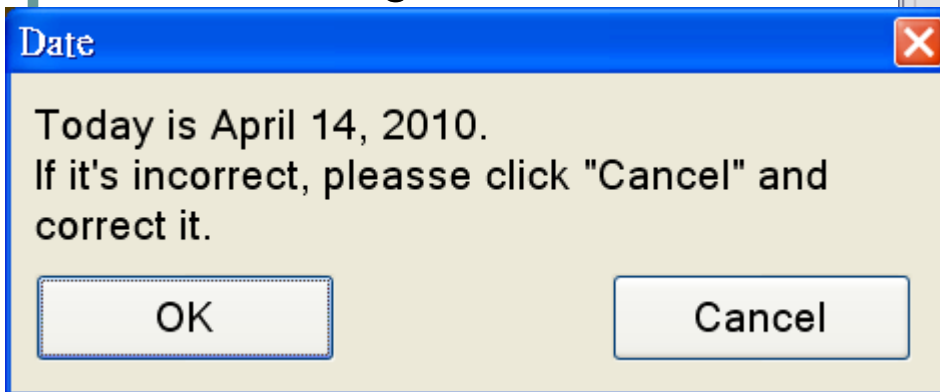 Date
Today is April 14, 2010.
If it's incorrect, pleasse click "Cancel" and
correct it.
OK
Cancel